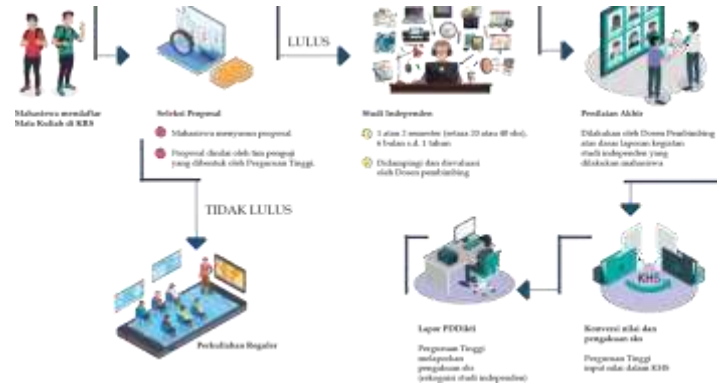 LULUS
Mahasiswa mendaftar
Mata Kuliah di KRS
Seleksi Proposal
Mahasiswa menyusun proposal
Proposal dinilai oleh tim penguji
yang dibentuk oleh Perguruan Tinggi.
Studi Independen
1 atau 2 semester (setara 20 atau 40 sks).
6 bulan s.d. 1 tahun
Didampingi dan dievaluasi
oleh Dosen pembimbing
Penilaian Akhir
Dilakukan oleh Dosen Pembimbing
atas dasar laporan kegiatan
studi independen yang
dilakukan mahasiswa
TIDAK LULUS
Perkuliahan Reguler
KHS
Lapor PDDikti
Perguruan Tinggi
melaporkan
pengakuan sks
(rekognisi studi independen)
Konversi nilai dan
pengakuan sks
Perguruan Tinggi
input nilai dalam KHS